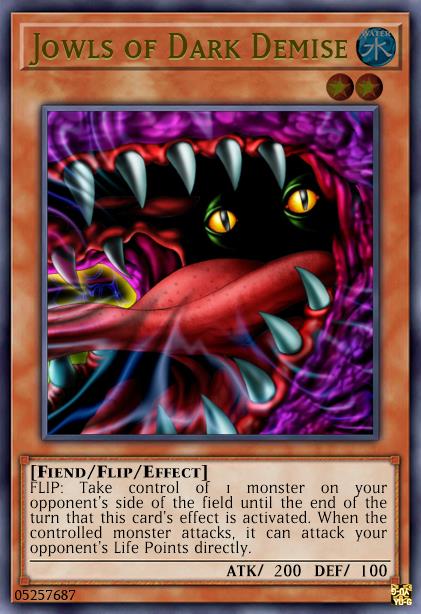 Jowls of Dark Demise
WATER
水
[Fiend/Flip/Effect]
FLIP: Take control of 1 monster on your
opponent's side of the field until the end of the
turn that this card's effect is activated. When the
controlled monster attacks, it can attack your
opponent's Life Points directly.
ATK/ 200 DEF/ 100
05257687